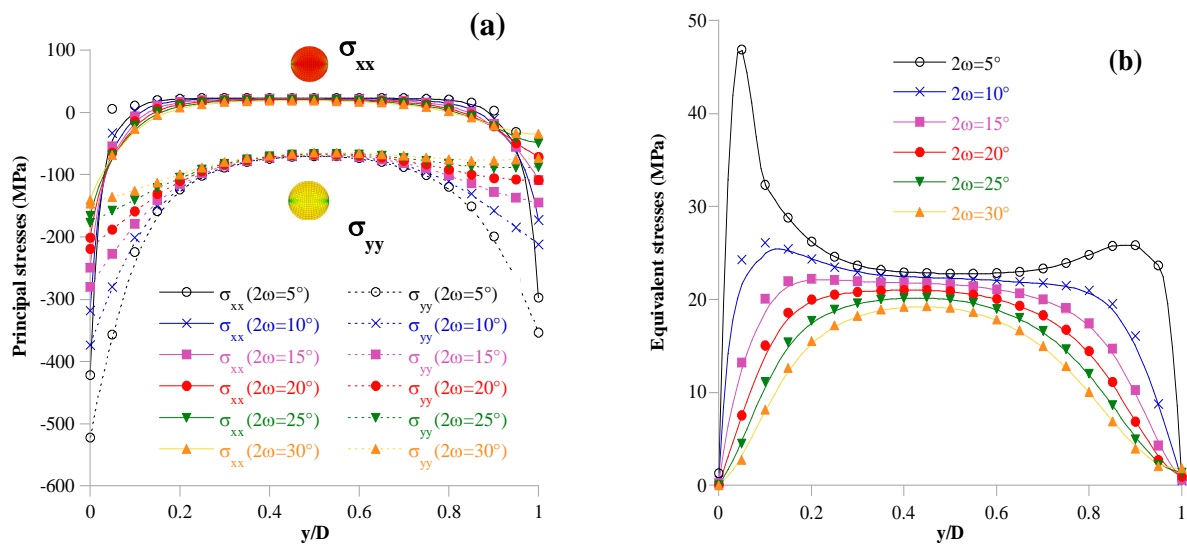 (a)
σxx
σyy
Principal stresses (MPa)
100
0
-100
-200
-300
-400
-500
-600
0
0.2
0.4
0.6
0.8
1
y/D
σxx (2ω=5°)
σyy (2ω=5°)
σxx (2ω=10°)
σyy (2ω=10°)
σxx (2ω=15°)
σyy (2ω=15°)
σxx (2ω=20°)
σyy (2ω=20°)
σxx (2ω=25°)
σyy (2ω=25°)
σxx (2ω=30°)
σyy (2ω=30°)
(b)
Equivalent stresses (MPa)
50
40
30
20
10
0
0
0.2
0.4
0.6
0.8
1
y/D
2ω=5°
2ω=10°
2ω=15°
2ω=20°
2ω=25°
2ω=30°